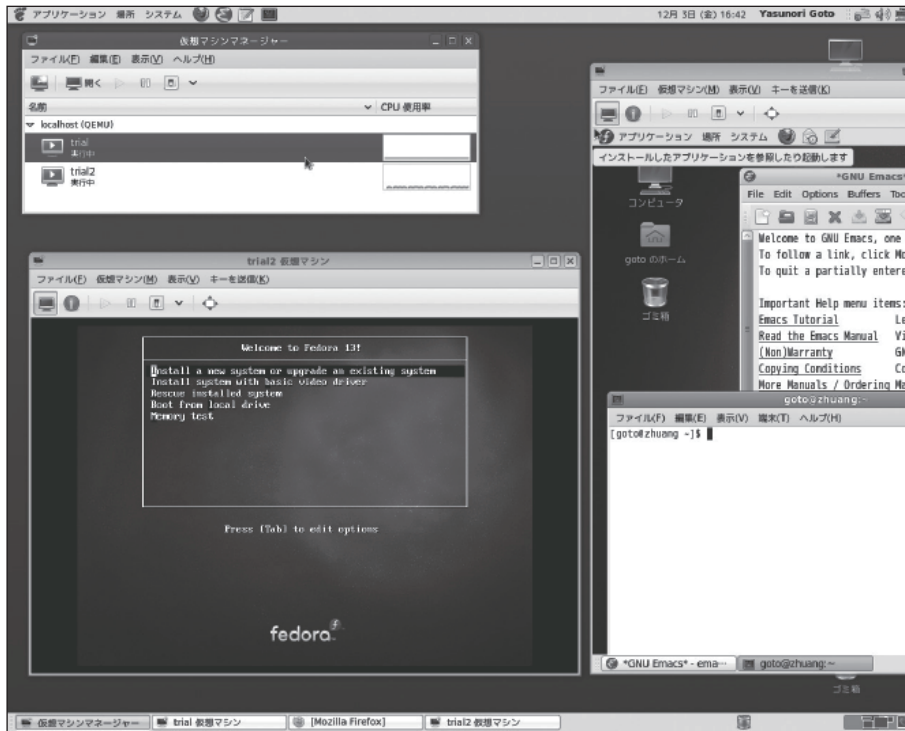 アプリケーション 場所 システム
12月 3日 (金) 16:42 Yasunori Goto
仮想マシンマネージャー
ファイル(F) 編集(E) 表示(V) ヘルプ(H)
開く
名前 CPU 使用率
localhost (QEMU)
trial
実行中
trial2
実行中
trial2 仮想マシン
ファイル(F) 仮想マシン(M) 表示(V) キーを送信(K)
Welcome to Fedora 13!
Install a new system or upgrade an existing system
Install system with basic video driver
Rescue installed system
Boot from local drive
Memory test
Press [Tab] to edit options
fedora
ファイル(F) 仮想マシン(M) 表示(V) キーを送信(K)
アプリケーション 場所 システム
インストールしたアプリケーションを参照したり起動します
コンピュータ
goto のホーム
ゴミ箱
*GNU Emacs*
File Edit Options Buffers Too
Welcome to GNU Emacs, one
To follow a link, click Mo
To quit a partially entere
Important Help menu items:
Emacs Tutorial Le
Read the Emacs Manual Vi
(Non)Warranty GN
Copying Conditions Co
More Manuals / Ordering Ma
goto@zhuang:~
ファイル(F) 編集(E) 表示(V) 端末(T) ヘルプ(H)
[goto@zhuang ~]$
*GNU Emacs* - ema… goto@zhuang:~
ゴミ箱
仮想マシンマネージャー trial 仮想マシン [Mozilla Firefox] trial2 仮想マシン